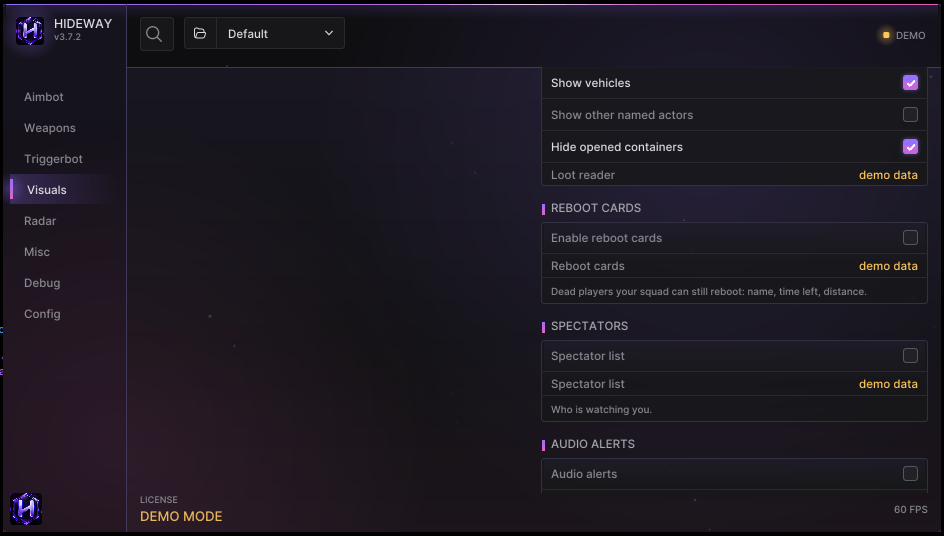 HIDEWAY
v3.7.2
Default
DEMO
Aimbot
Weapons
Triggerbot
Visuals
Radar
Misc
Debug
Config
Show vehicles
Show other named actors
Hide opened containers
Loot reader demo data
REBOOT CARDS
Enable reboot cards
Reboot cards demo data
Dead players your squad can still reboot: name, time left, distance.
SPECTATORS
Spectator list
Spectator list demo data
Who is watching you.
AUDIO ALERTS
Audio alerts
LICENSE
DEMO MODE
60 FPS